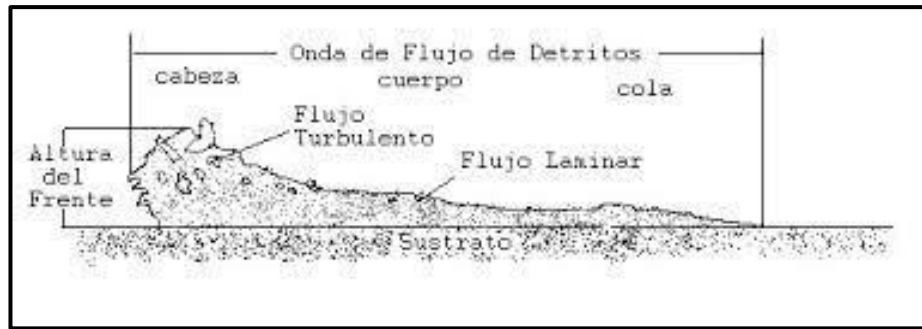 Onda de Flujo de Detritos
cabeza
cuerpo
cola
Flujo
Turbulento
Altura
del
Frente
Flujo Laminar
Sustrato